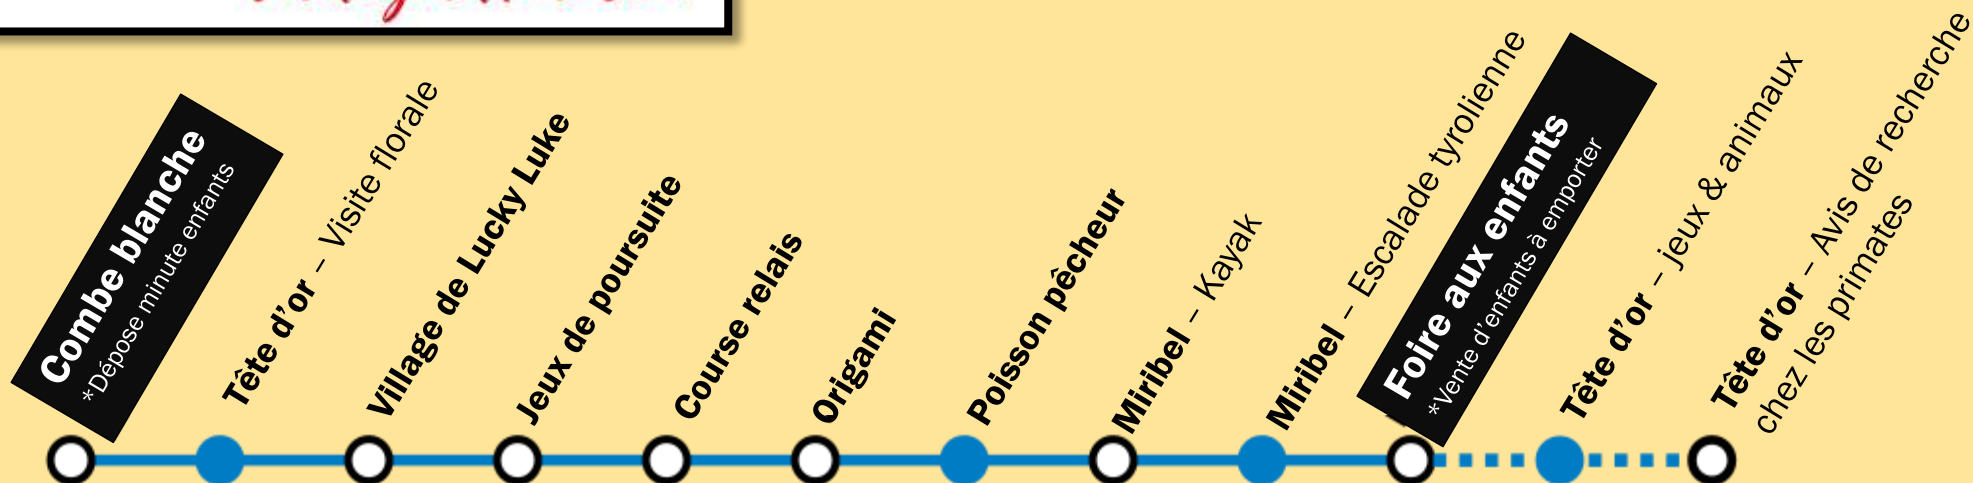 Combe blanche
*Dépose minute enfants
Tête d’or – Visite florale
Village de Lucky Luke
Jeux de poursuite
Course relais
Origami
Poisson pêcheur
Miribel – Kayak
Miribel – Escalade tyrolienne
Foire aux enfants
*Vente d’enfants à emporter
Tête d’or – jeux & animaux
Tête d’or – Avis de recherche
chez les primates